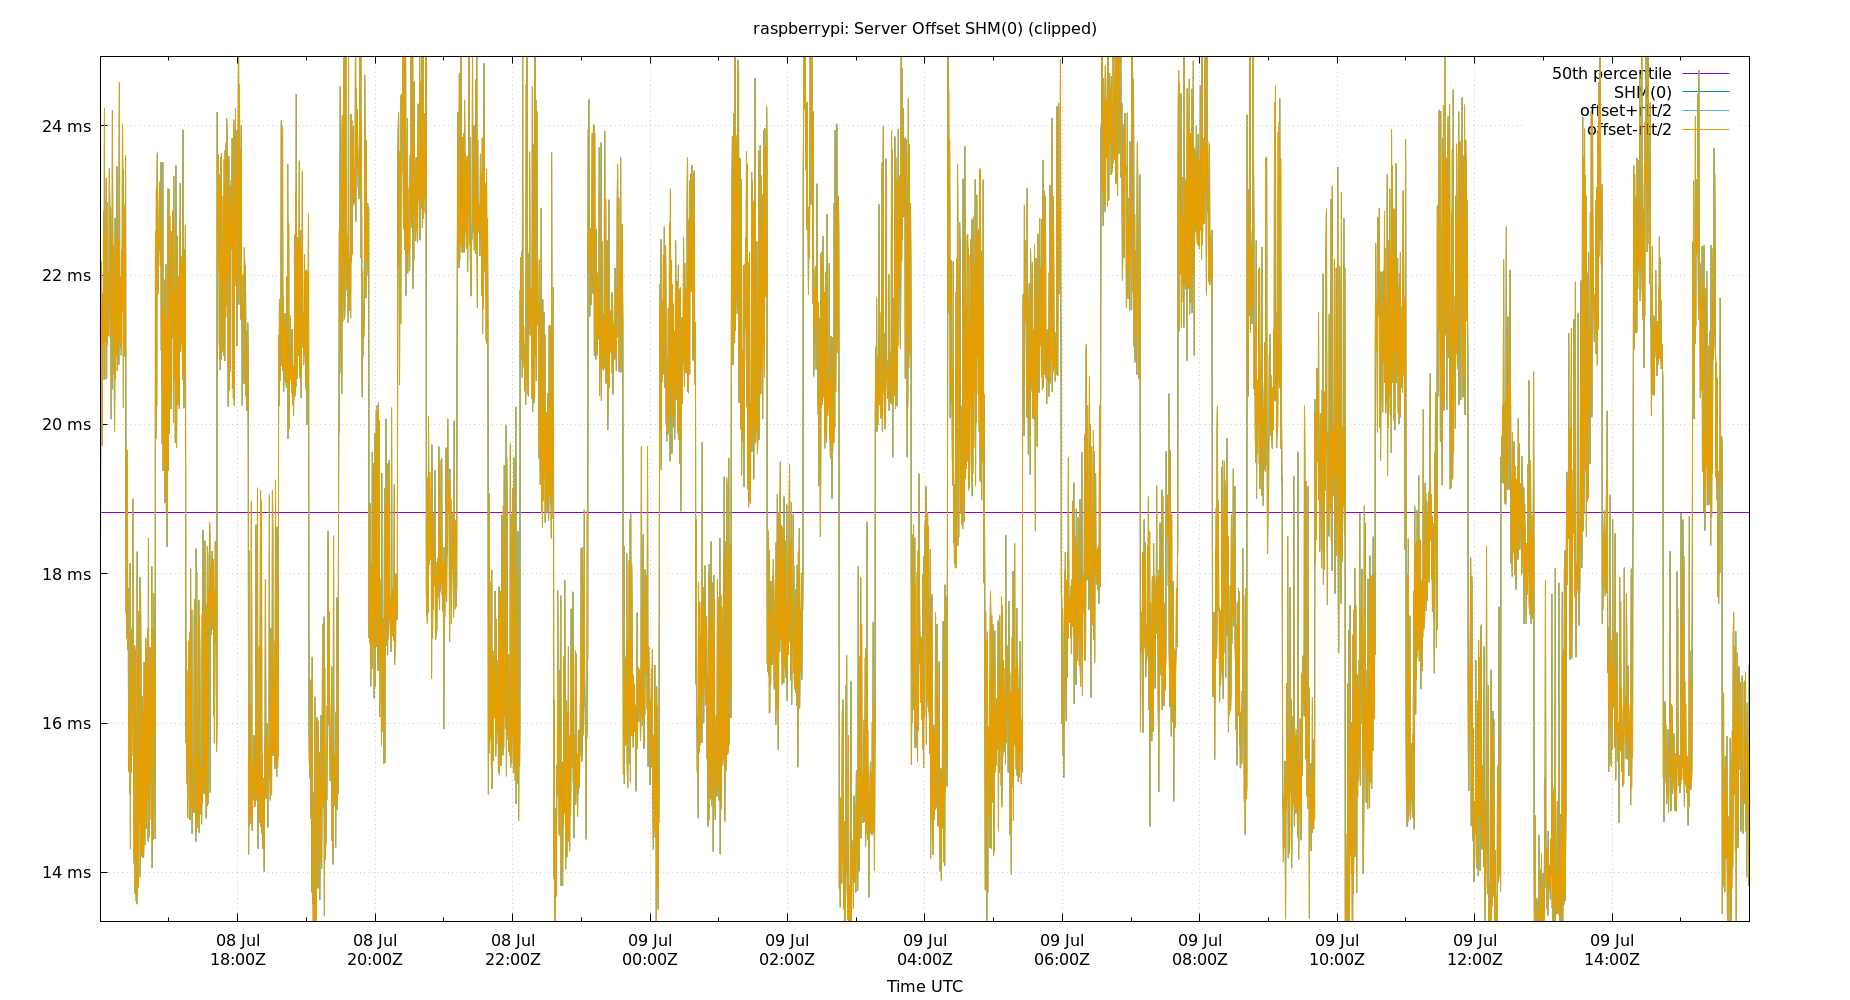 raspberrypi: Server Offset SHM(0) (clipped)
50th percentile
SHM(0)
offset+rtt/2
offset-rtt/2
24 ms
22 ms
20 ms
18 ms
16 ms
14 ms
08 Jul 08 Jul 08 Jul 09 Jul 09 Jul 09 Jul 09 Jul 09 Jul 09 Jul 09 Jul 09 Jul
18:00Z 20:00Z 22:00Z 00:00Z 02:00Z 04:00Z 06:00Z 08:00Z 10:00Z 12:00Z 14:00Z
Time UTC